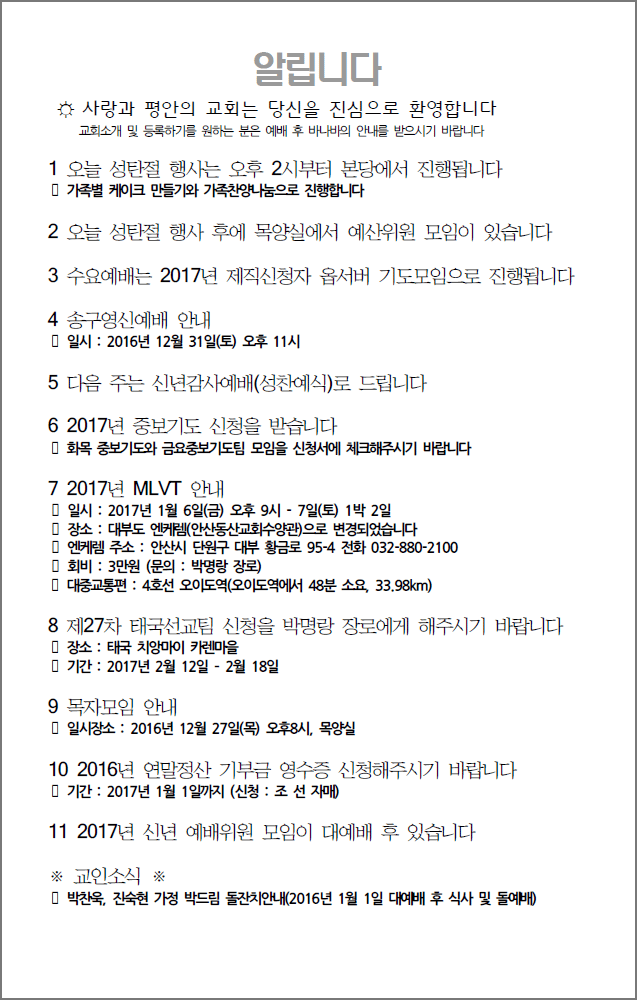 알립니다
☼ 사랑과 평안의 교회는 당신을 진심으로 환영합니다
교회소개 및 등록하기를 원하는 분은 예배 후 바나바의 안내를 받으시기 바랍니다
1 오늘 성탄절 행사는 오후 2시부터 본당에서 진행됩니다
▯ 가족별 케이크 만들기와 가족찬양나눔으로 진행합니다
2 오늘 성탄절 행사 후에 목양실에서 예산위원 모임이 있습니다
3 수요예배는 2017년 제직신청자 옵서버 기도모임으로 진행됩니다
4 송구영신예배 안내
▯ 일시 : 2016년 12월 31일(토) 오후 11시
5 다음 주는 신년감사예배(성찬예식)로 드립니다
6 2017년 중보기도 신청을 받습니다
▯ 화목 중보기도와 금요중보기도팀 모임을 신청서에 체크해주시기 바랍니다
7 2017년 MLVT 안내
▯ 일시 : 2017년 1월 6일(금) 오후 9시 - 7일(토) 1박 2일
▯ 장소 : 대부도 엔케렘(안산동산교회수양관)으로 변경되었습니다
▯ 엔케렘 주소 : 안산시 단원구 대부 황금로 95-4 전화 032-880-2100
▯ 회비 : 3만원 (문의 : 박명랑 장로)
▯ 대중교통편 : 4호선 오이도역(오이도역에서 48분 소요, 33.98km)
8 제27차 태국선교팀 신청을 박명랑 장로에게 해주시기 바랍니다
▯ 장소 : 태국 치앙마이 카렌마을
▯ 기간 : 2017년 2월 12일 - 2월 18일
9 목자모임 안내
▯ 일시장소 : 2016년 12월 27일(목) 오후8시, 목양실
10 2016년 연말정산 기부금 영수증 신청해주시기 바랍니다
▯ 기간 : 2017년 1월 1일까지 (신청 : 조 선 자매)
11 2017년 신년 예배위원 모임이 대예배 후 있습니다
※ 교인소식 ※
▯ 박찬욱, 진숙현 가정 박드림 돌잔치안내(2016년 1월 1일 대예배 후 식사 및 돌예배)